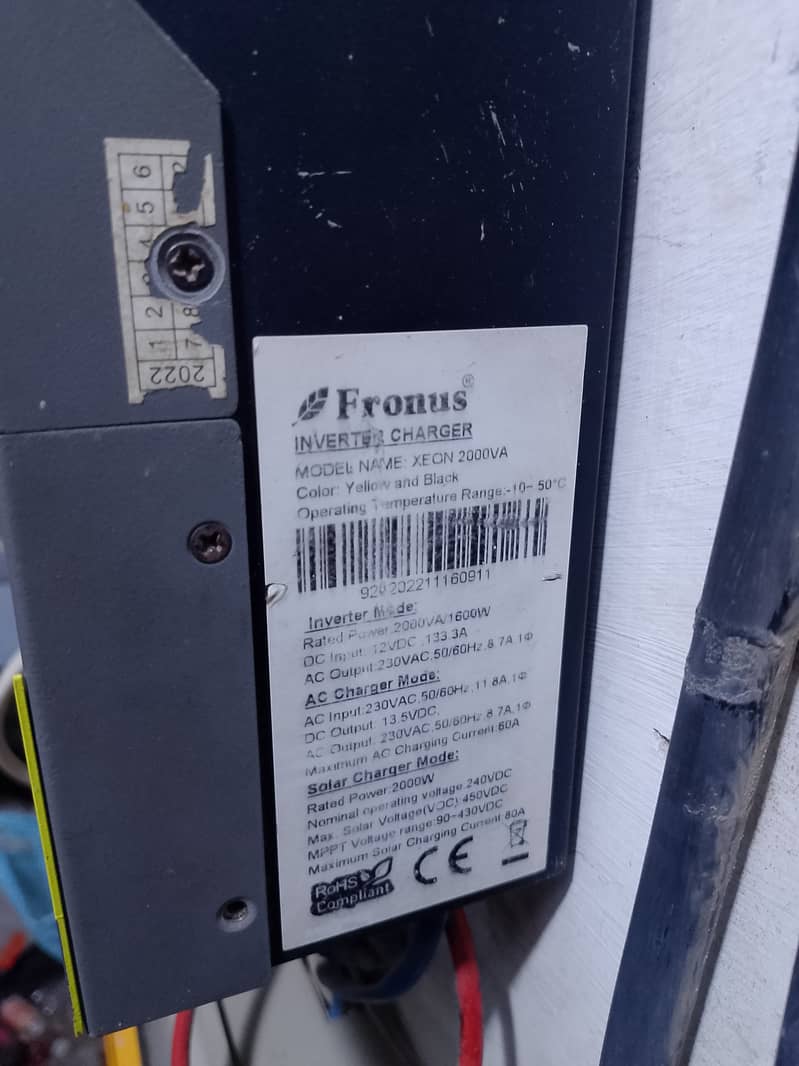 6
5
4
2
8
1
7
2022
Fronus®
INVERTER CHARGER
MODEL NAME: XEON 2000VA
Color: Yellow and Black
Operating Temperature Range:-10~ 50°C
920202211160911
Inverter Mode:
Rated Power:2000VA/1600W
DC Input: 12VDC ,133.3A
AC Output:230VAC,50/60Hz,8.7A,1Φ
AC Charger Mode:
AC Input:230VAC,50/60Hz,11.8A,1Φ
DC Output: 13.5VDC,
AC Output: 230VAC,50/60Hz,8.7A,1Φ
Maximum AC Charging Current:60A
Solar Charger Mode:
Rated Power:2000W
Nominal operating voltage:240VDC
Max. Solar Voltage(VOC):450VDC
MPPT Voltage range:90~430VDC
Maximum Solar Charging Current:80A
RoHS
Compliant
CE